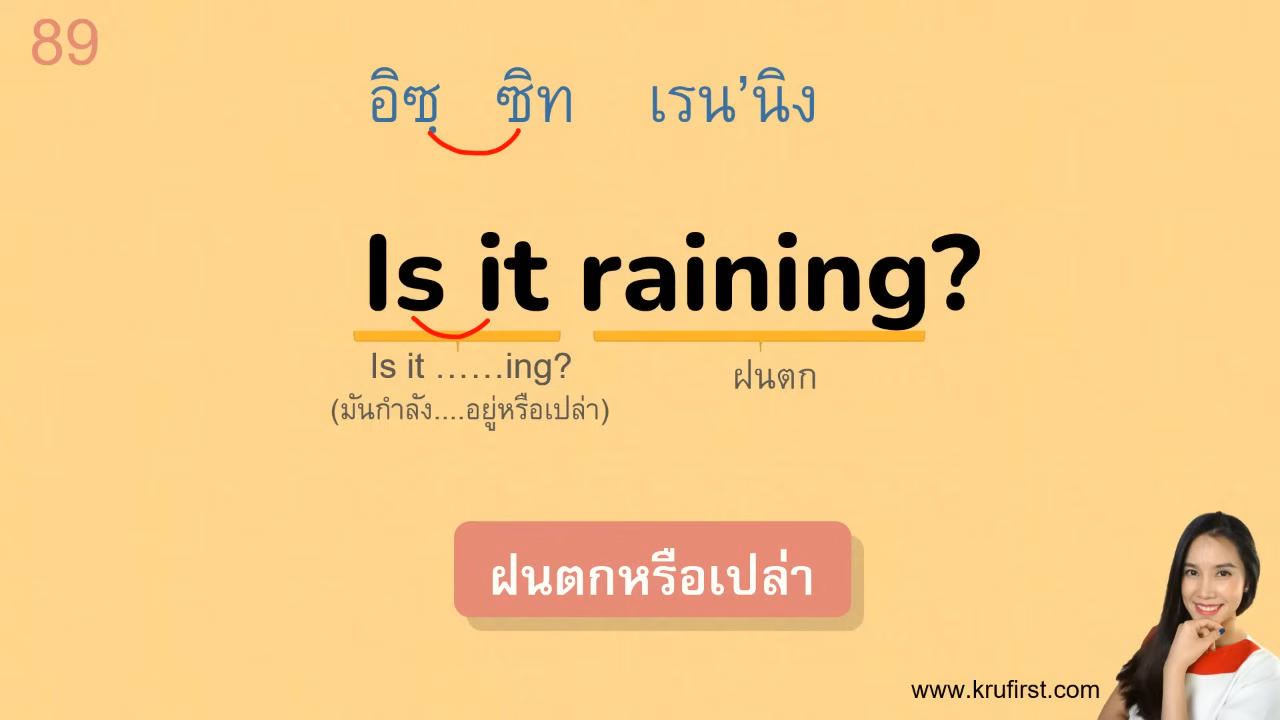 89
อิซฺ ซิท เรน’นิง
Is it raining?
Is it ……ing?
(มันกำลัง....อยู่หรือเปล่า)
ฝนตก
ฝนตกหรือเปล่า
www.krufirst.com